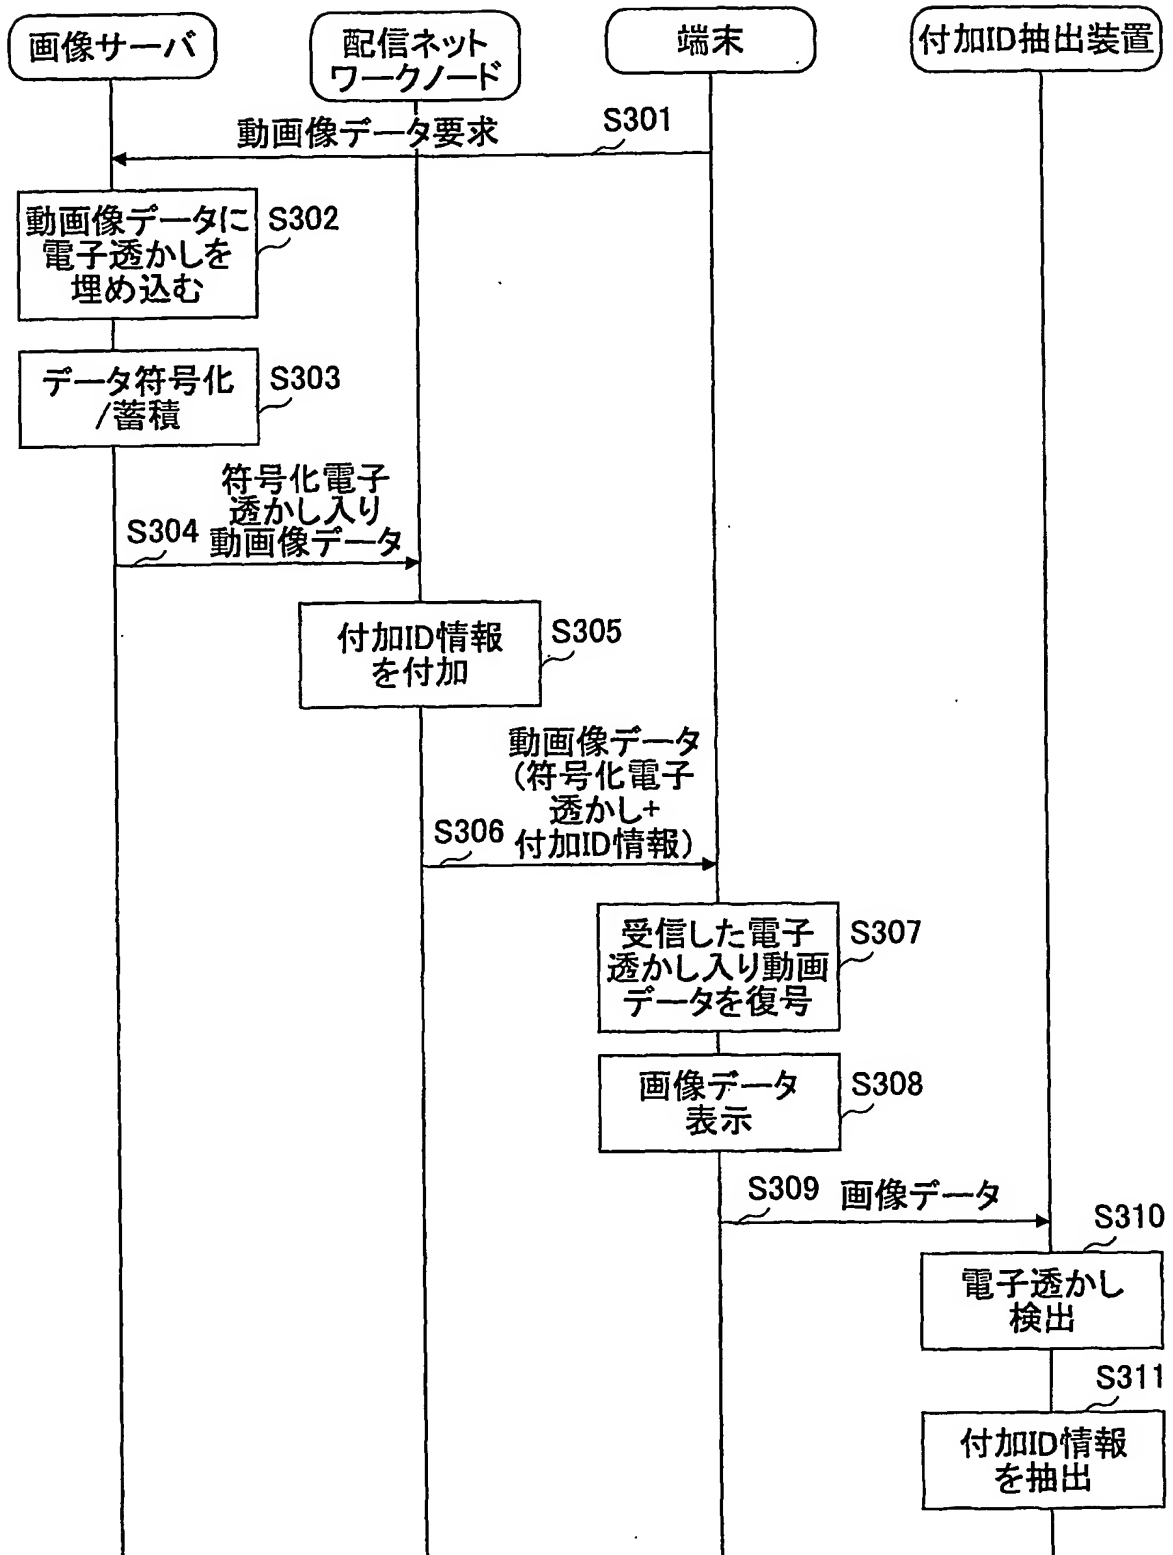 画像サーバ
配信ネット
ワークノード
端末
付加ID抽出装置
動画像データ要求
S301
動画像データに
電子透かしを
埋め込む
S302
データ符号化
/蓄積
S303
符号化電子
透かし入り
動画像データ
S304
付加ID情報
を付加
S305
動画像データ
(符号化電子
透かし+
付加ID情報)
S306
受信した電子
透かし入り動画
データを復号
S307
画像データ
表示
S308
S309
画像データ
S310
電子透かし
検出
S311
付加ID情報
を抽出